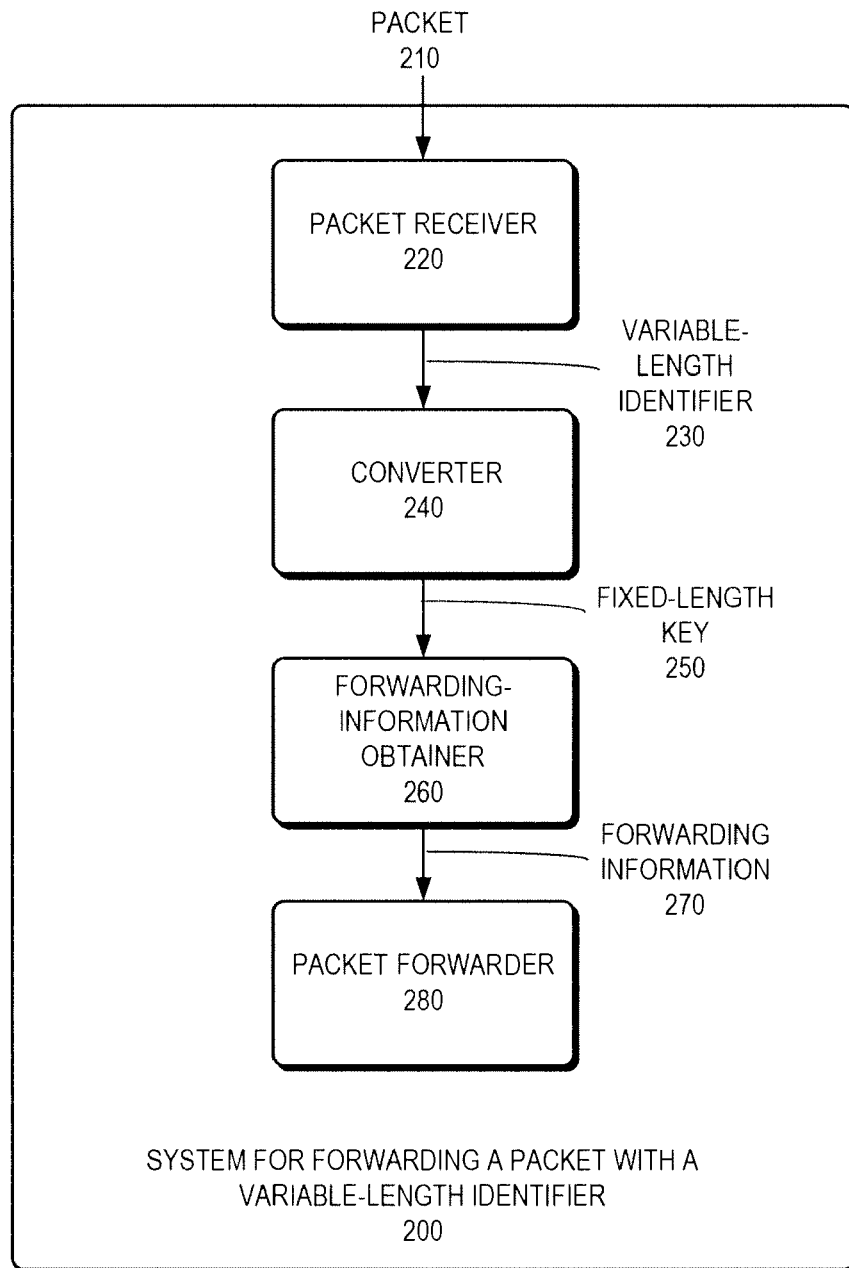 PACKET
210
PACKET RECEIVER
220
VARIABLE-
LENGTH
IDENTIFIER
230
CONVERTER
240
FIXED-LENGTH
KEY
250
FORWARDING-
INFORMATION
OBTAINER
260
FORWARDING
INFORMATION
270
PACKET FORWARDER
280
SYSTEM FOR FORWARDING A PACKET WITH A
VARIABLE-LENGTH IDENTIFIER
200